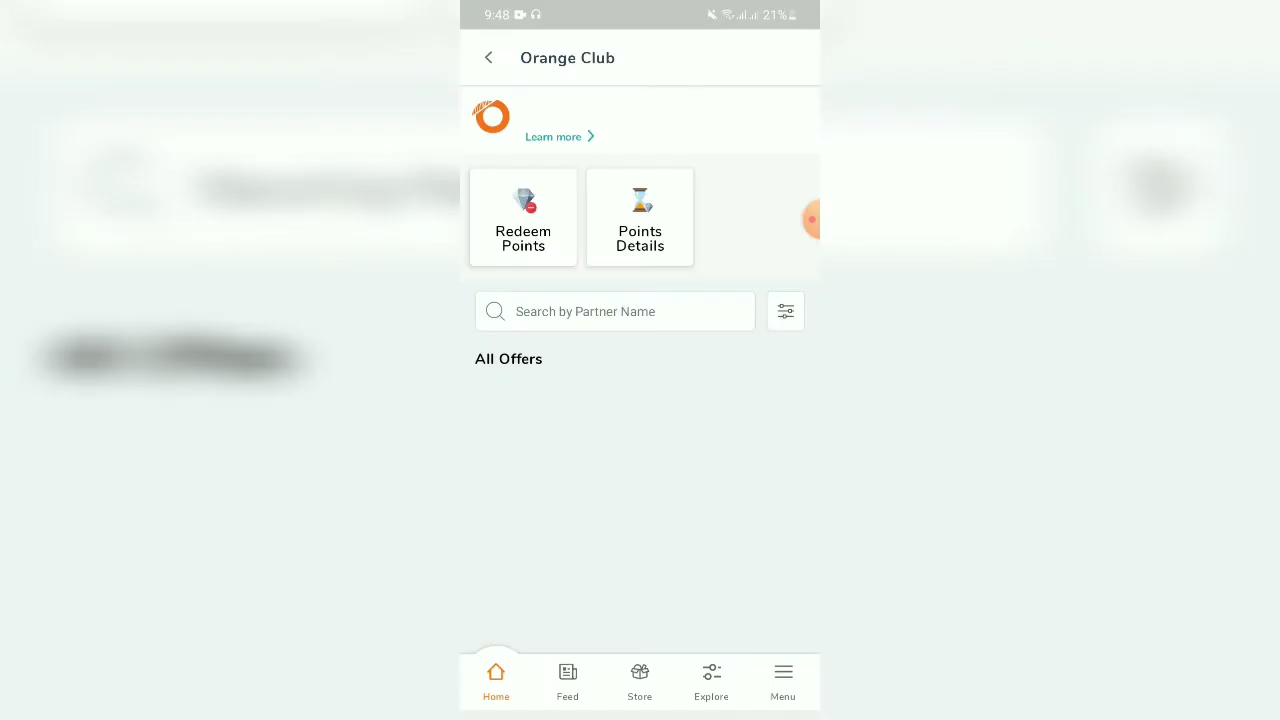 9:48 21%
Orange Club
Learn more
Redeem Points
Points Details
Search by Partner Name
All Offers
Home Feed Store Explore Menu